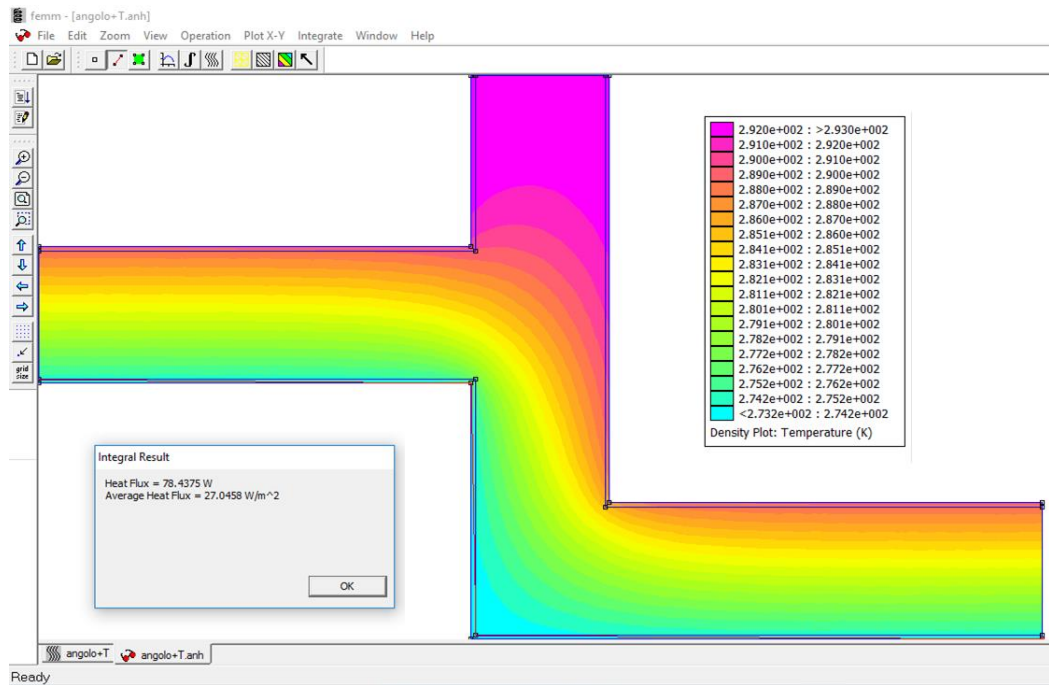 femm - [angolo+T.anh]
File Edit Zoom View Operation Plot X-Y Integrate Window Help
grid
size
2.920e+002 : >2.930e+002
2.910e+002 : 2.920e+002
2.900e+002 : 2.910e+002
2.890e+002 : 2.900e+002
2.880e+002 : 2.890e+002
2.870e+002 : 2.880e+002
2.860e+002 : 2.870e+002
2.851e+002 : 2.860e+002
2.841e+002 : 2.851e+002
2.831e+002 : 2.841e+002
2.821e+002 : 2.831e+002
2.811e+002 : 2.821e+002
2.801e+002 : 2.811e+002
2.791e+002 : 2.801e+002
2.782e+002 : 2.791e+002
2.772e+002 : 2.782e+002
2.762e+002 : 2.772e+002
2.752e+002 : 2.762e+002
2.742e+002 : 2.752e+002
<2.732e+002 : 2.742e+002
Density Plot: Temperature (K)
Integral Result
Heat Flux = 78.4375 W
Average Heat Flux = 27.0458 W/m^2
OK
angolo+T angolo+T.anh
Ready